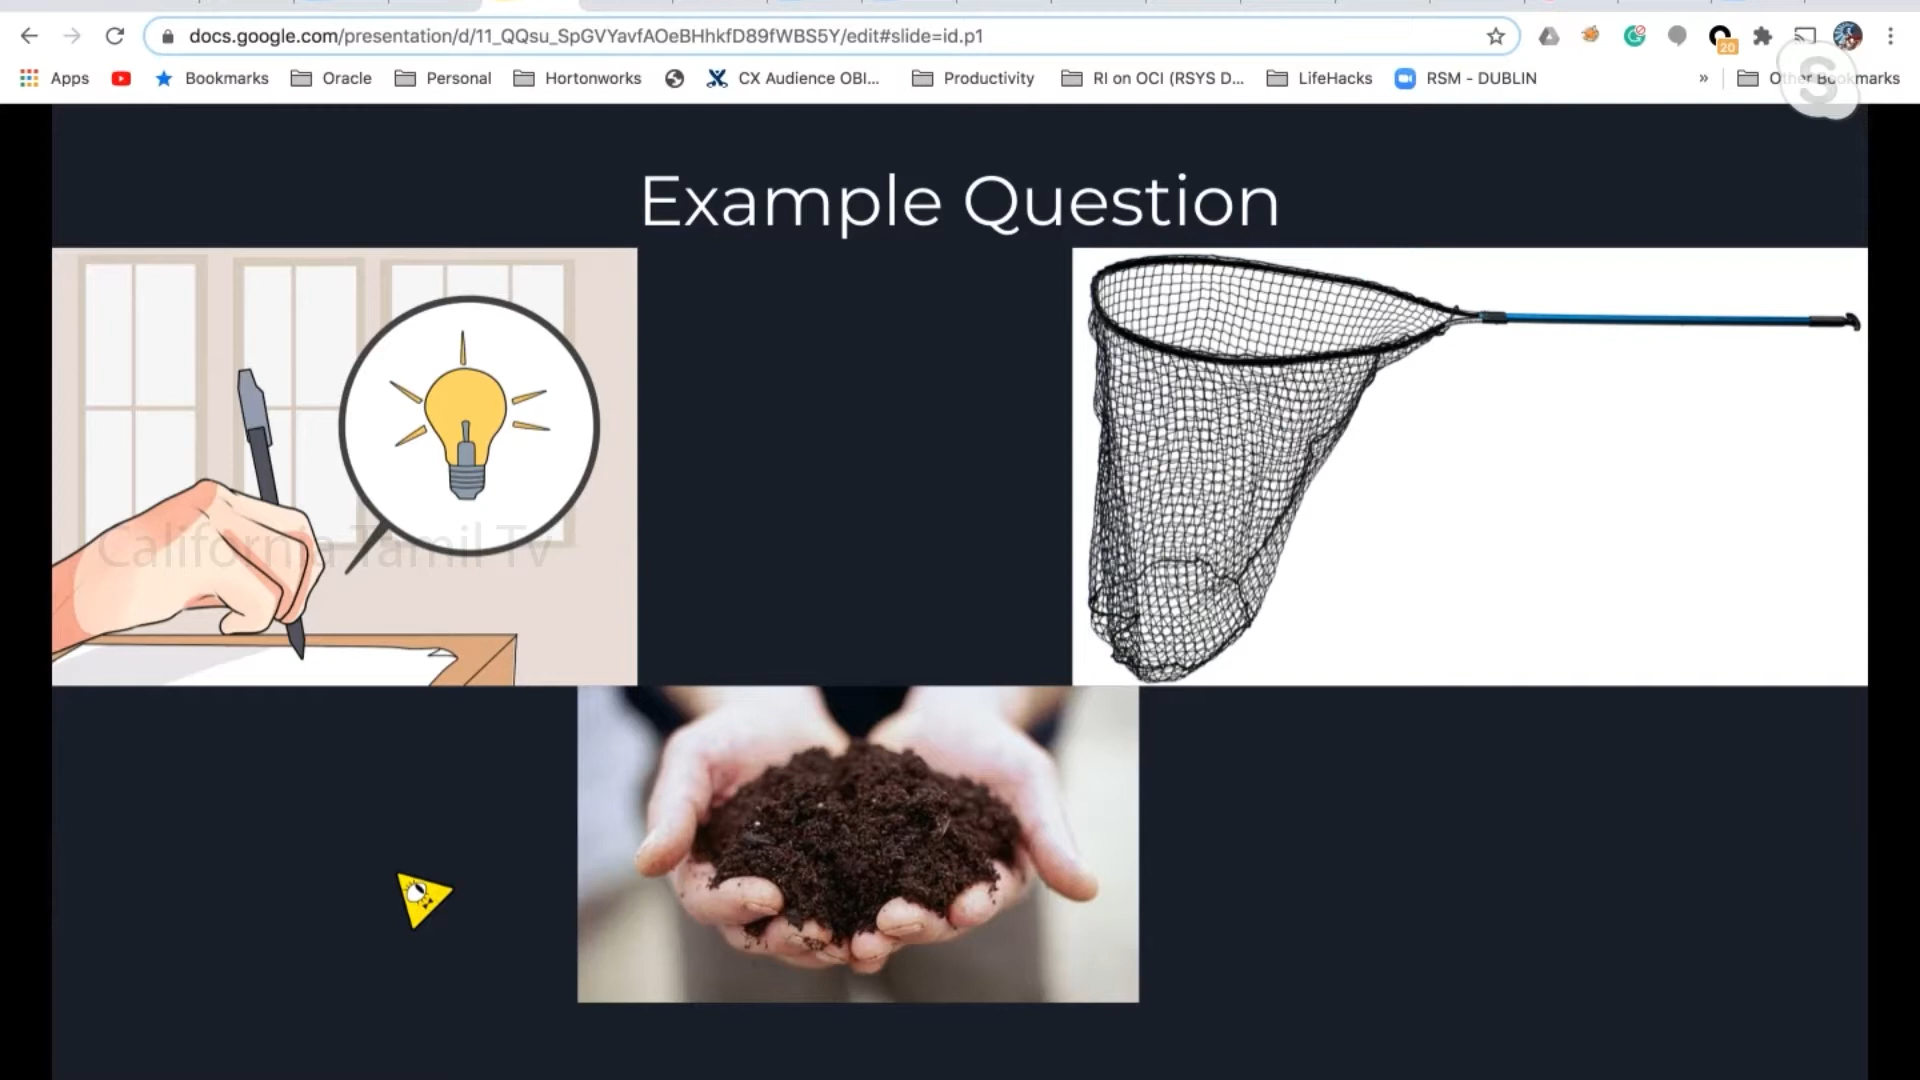 docs.google.com/presentation/d/11_QQsu_SpGVYavfAOeBHhkfD89fWBS5Y/edit#slide=id.p1
20
Apps Bookmarks Oracle Personal Hortonworks CX Audience OBI... Productivity RI on OCI (RSYS D... LifeHacks RSM - DUBLIN » Other Bookmarks
S
Example Question
California Tamil Tv